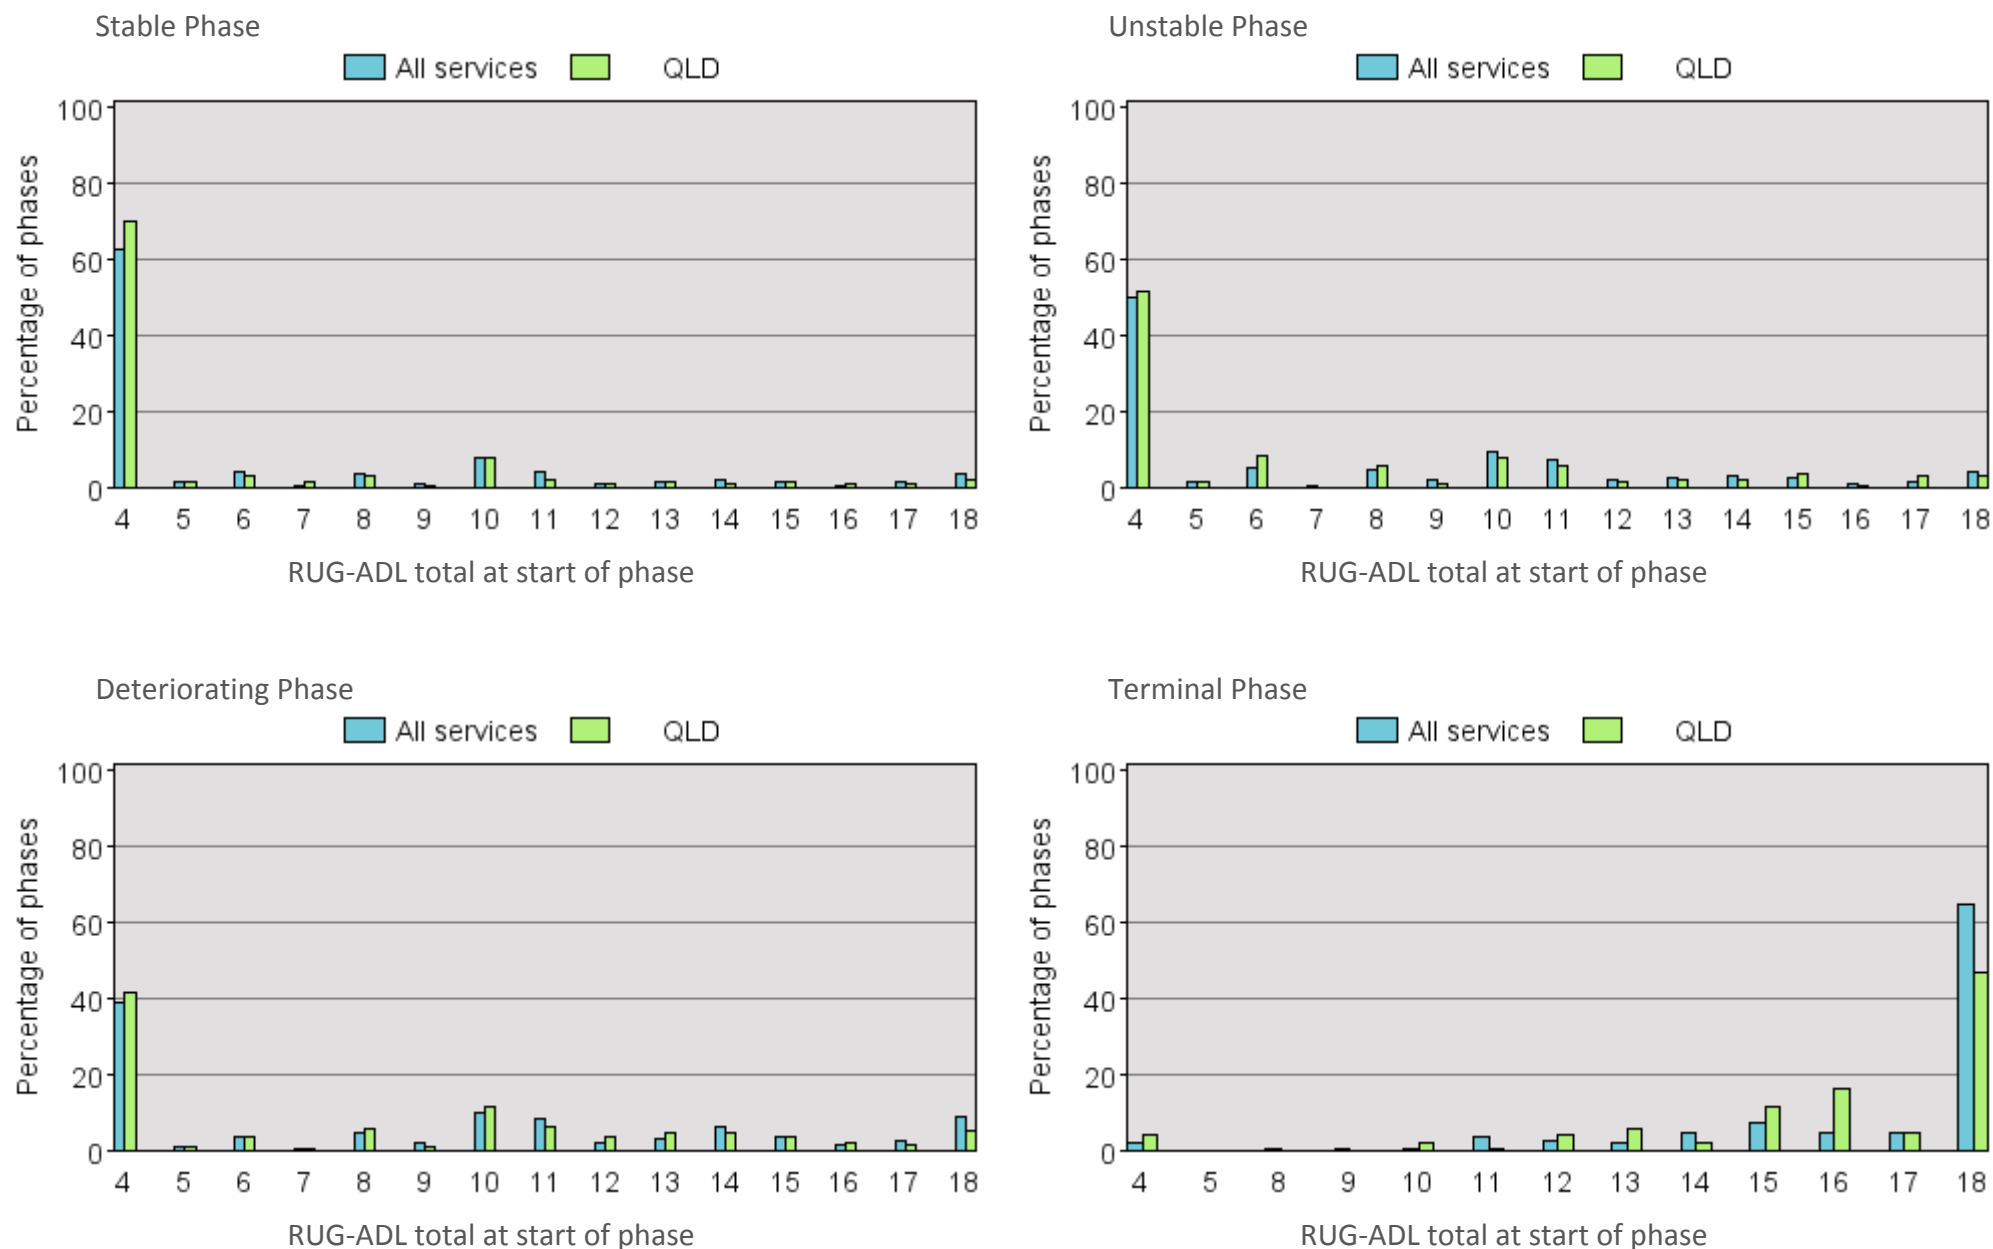 Stable Phase
All services QLD
100
80
60
40
20
0
Percentage of phases
4 5 6 7 8 9 10 11 12 13 14 15 16 17 18
RUG-ADL total at start of phase
Unstable Phase
All services QLD
100
80
60
40
20
0
Percentage of phases
4 5 6 7 8 9 10 11 12 13 14 15 16 17 18
RUG-ADL total at start of phase
Deteriorating Phase
All services QLD
100
80
60
40
20
0
Percentage of phases
4 5 6 7 8 9 10 11 12 13 14 15 16 17 18
RUG-ADL total at start of phase
Terminal Phase
All services QLD
100
80
60
40
20
0
Percentage of phases
4 5 8 9 10 11 12 13 14 15 16 17 18
RUG-ADL total at start of phase